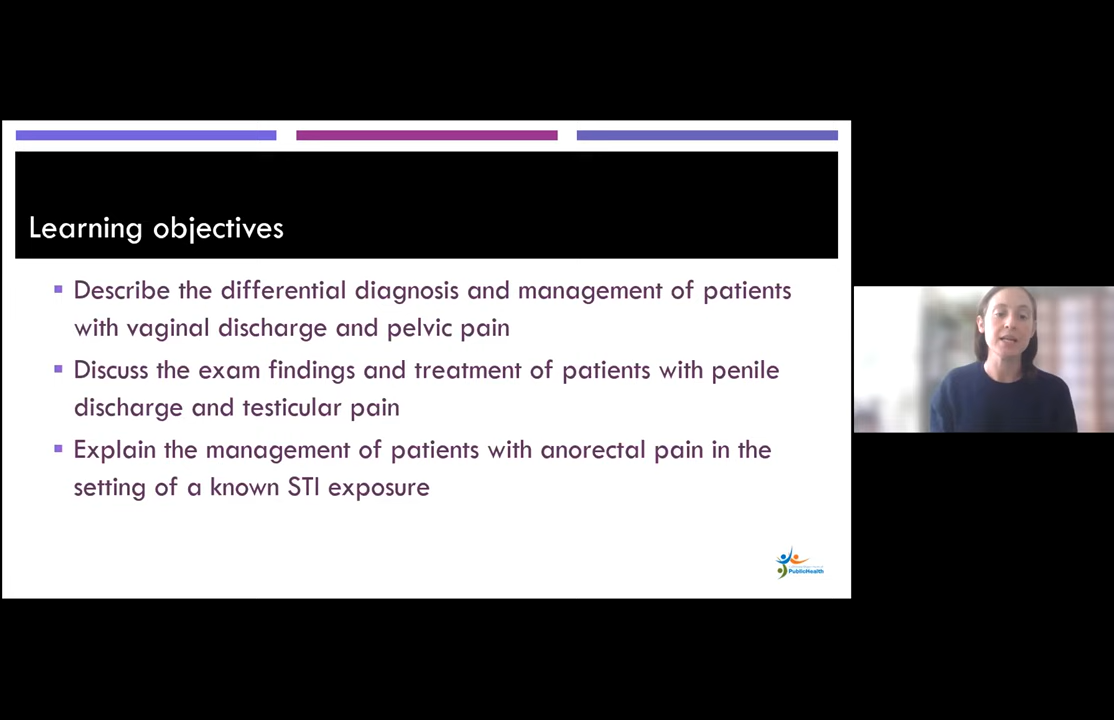 Learning objectives
▪ Describe the differential diagnosis and management of patients
with vaginal discharge and pelvic pain
▪ Discuss the exam findings and treatment of patients with penile
discharge and testicular pain
▪ Explain the management of patients with anorectal pain in the
setting of a known STI exposure
PublicHealth